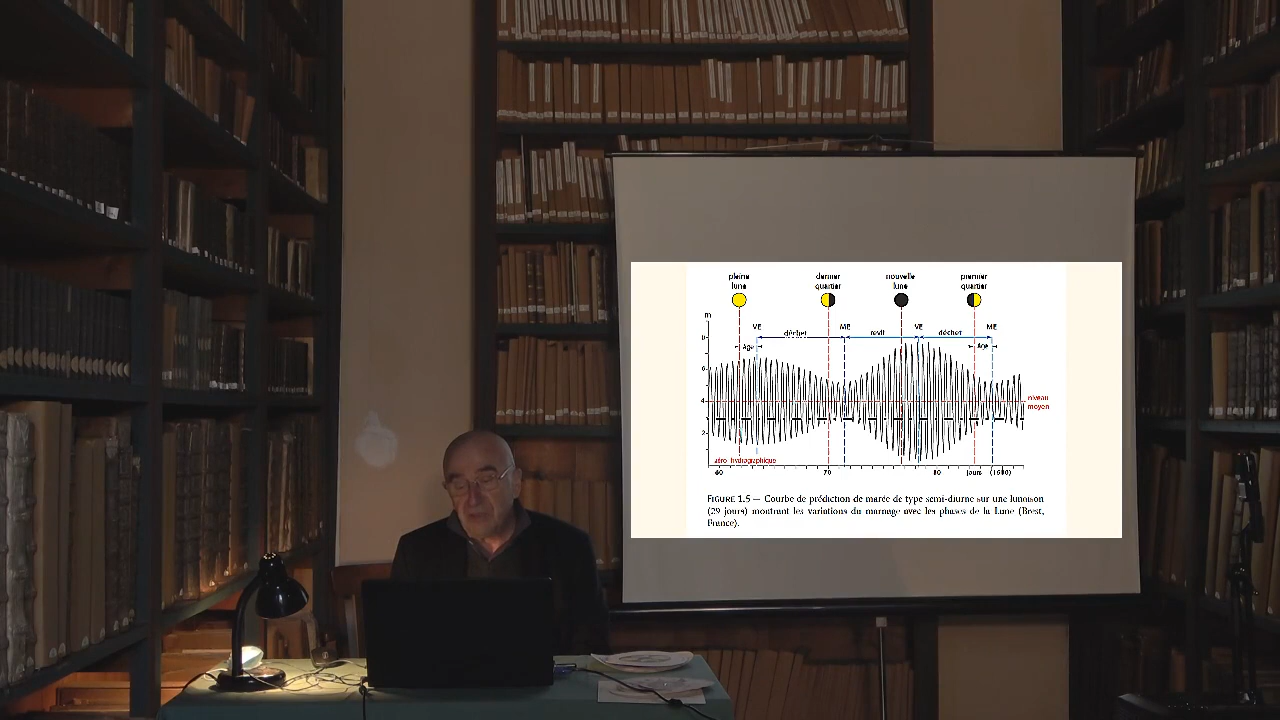 pleine dernier nouvelle premier
lune quartier lune quartier
m
VE ME VE ME
déchet revif déchet
âge âge
8
6
4
2
niveau
moyen
zéro hydrographique
60 70 80 jours
FIGURE 1.5 — Courbe de prédiction de marée de type semi-diurne sur une lunaison
(29 jours) montrant les variations du marnage avec les phases de la Lune (Brest,
France).